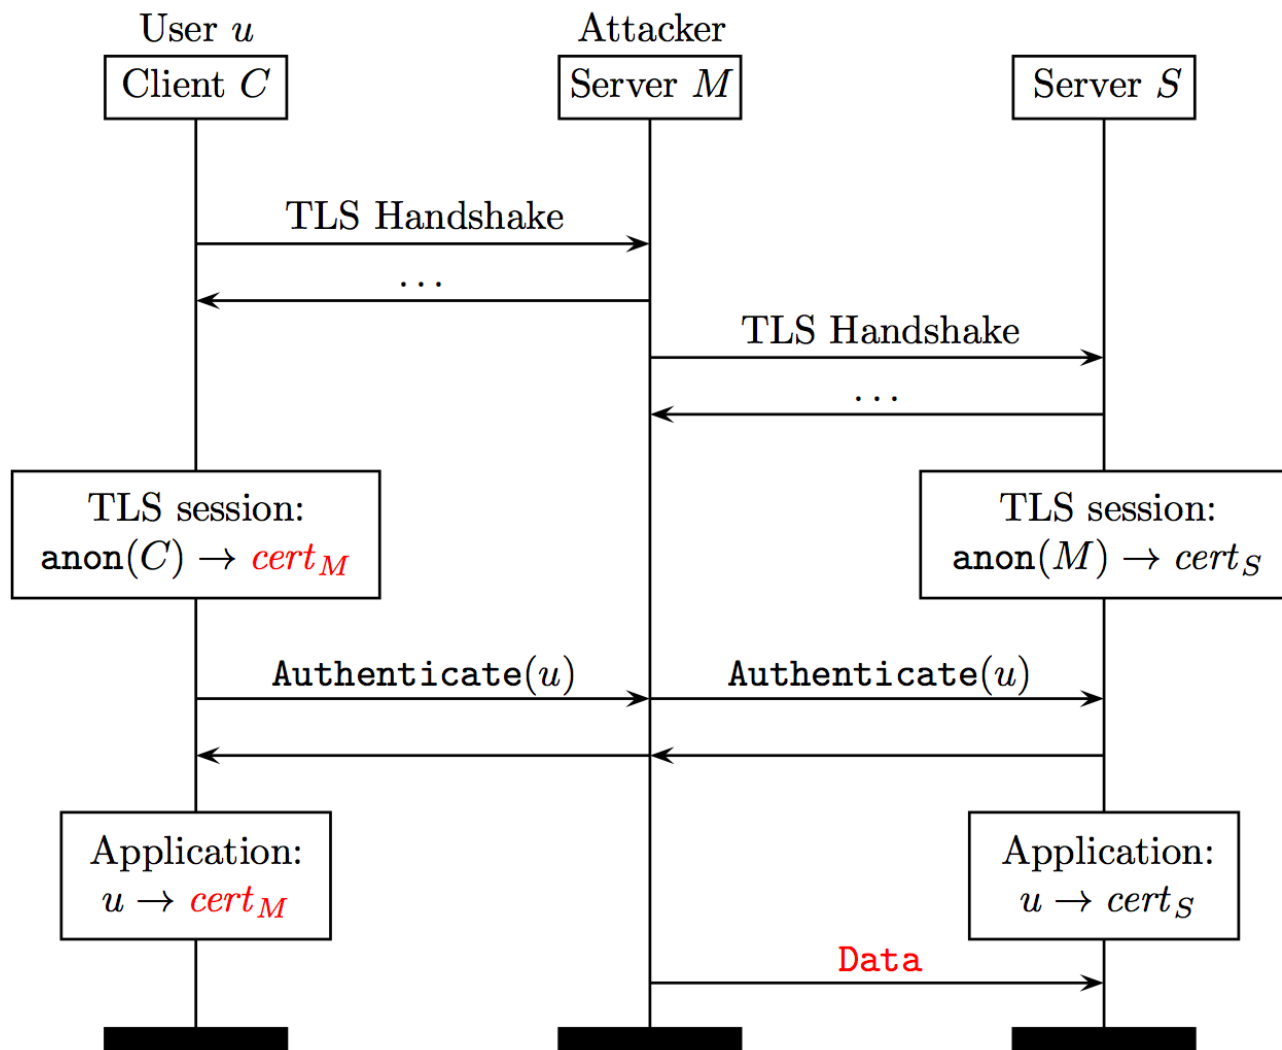 User u
Attacker
Client C
Server M
Server S
TLS Handshake
...
TLS Handshake
...
TLS session:
anon(C) → cert_M
TLS session:
anon(M) → cert_S
Authenticate(u)
Authenticate(u)
Application:
u → cert_M
Application:
u → cert_S
Data